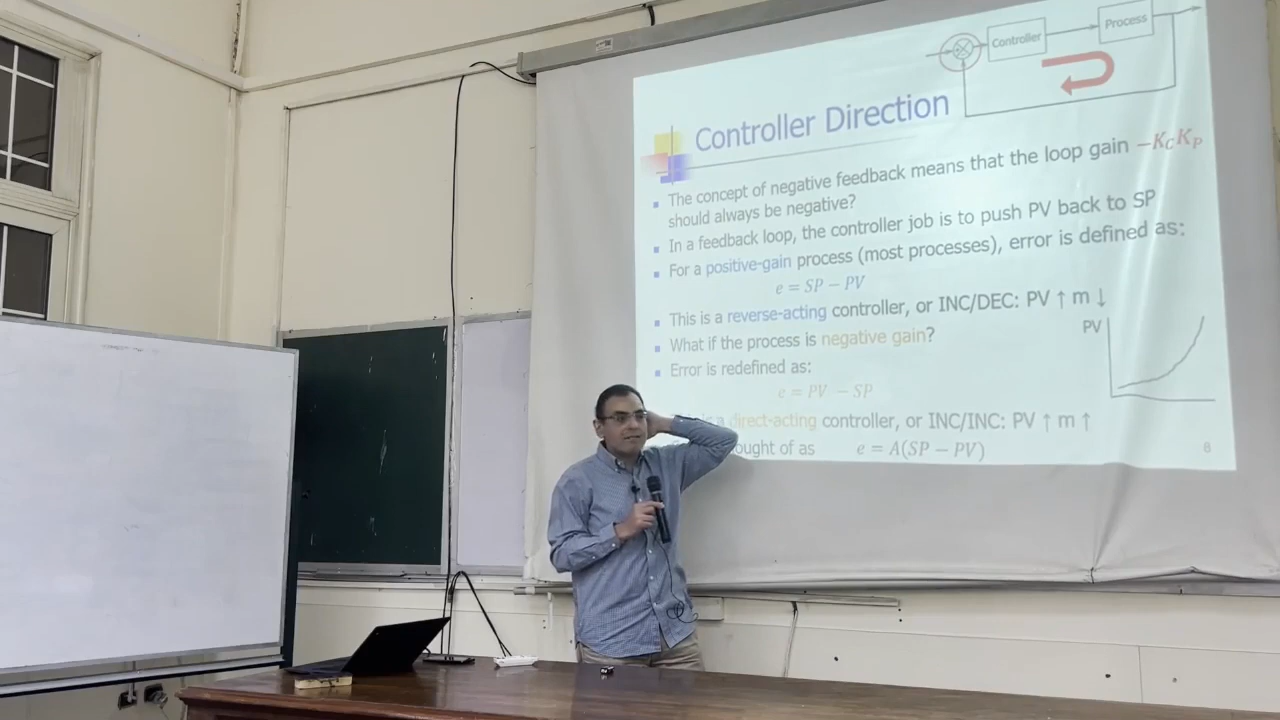 Controller
Process
Controller Direction
The concept of negative feedback means that the loop gain −K_C K_P
should always be negative?
In a feedback loop, the controller job is to push PV back to SP
For a positive-gain process (most processes), error is defined as:
e = SP − PV
This is a reverse-acting controller, or INC/DEC: PV ↑ m ↓
What if the process is negative gain?
PV
Error is redefined as:
e = PV − SP
is a direct-acting controller, or INC/INC: PV ↑ m ↑
of as e = A(SP − PV)
8